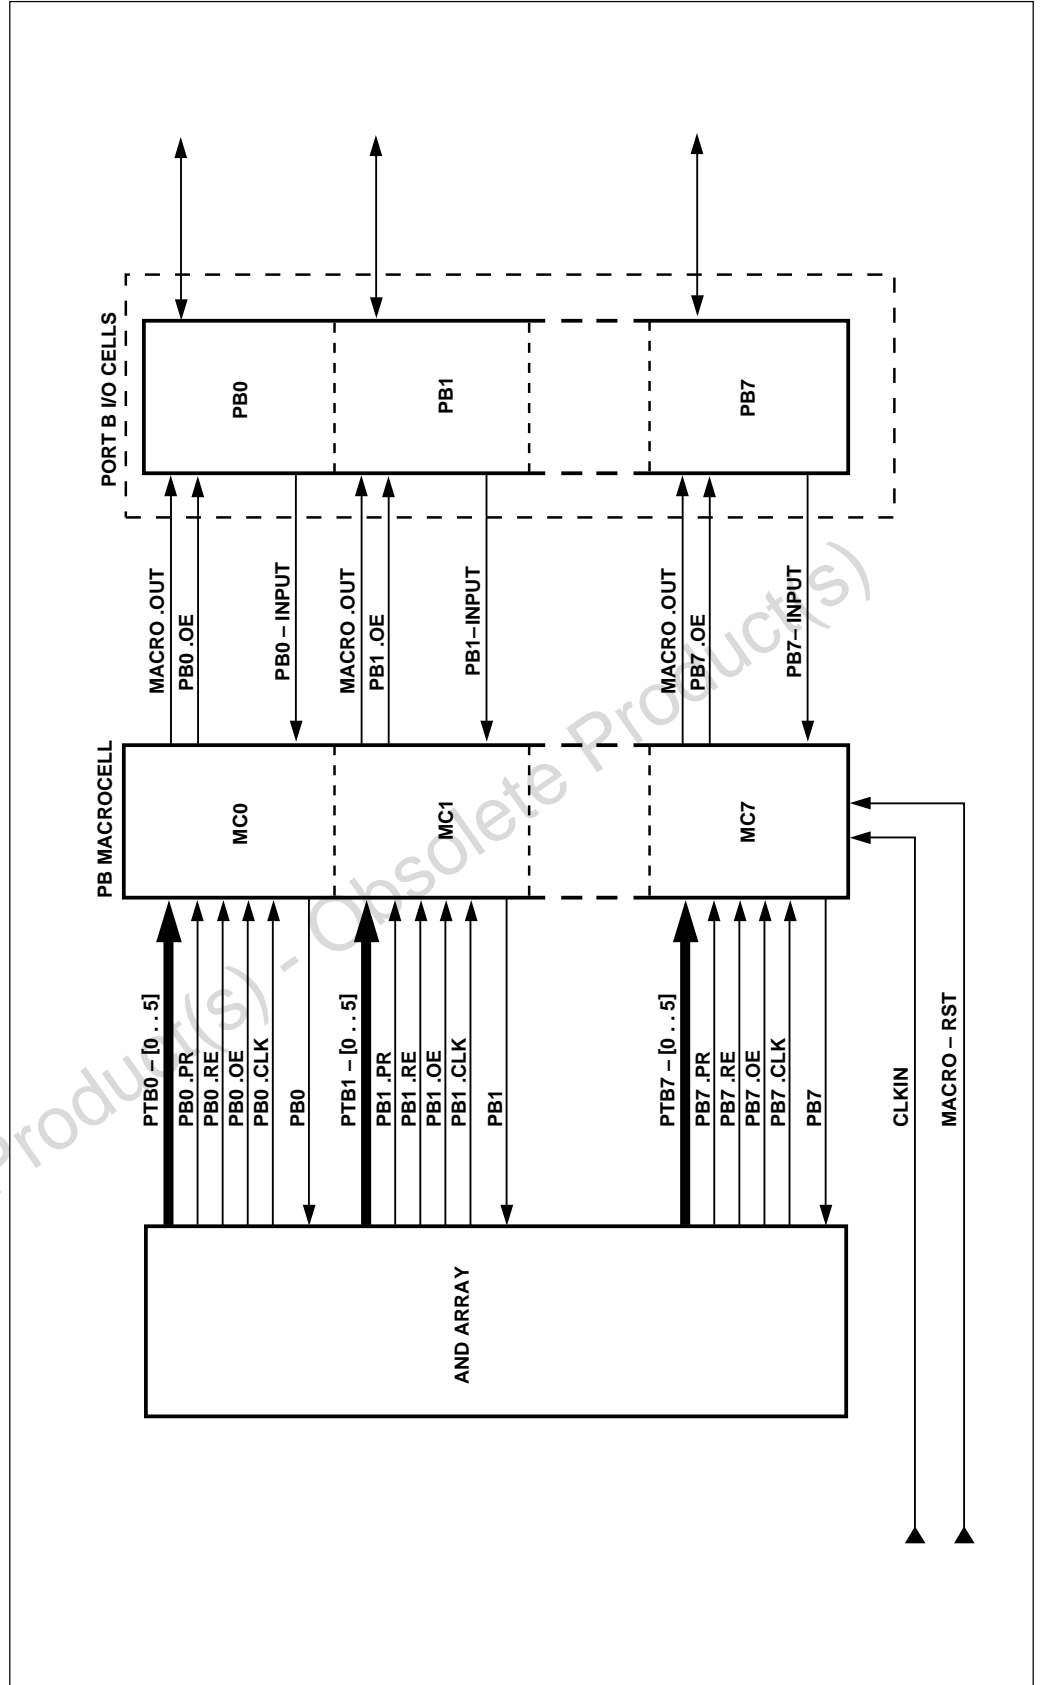 PORT B I/O CELLS
PB0
PB1
PB7
MACRO .OUT
PB0 .OE
PB0 – INPUT
MACRO .OUT
PB1 .OE
PB1–INPUT
MACRO .OUT
PB7 .OE
PB7–INPUT
PB MACROCELL
MC0
MC1
MC7
PTB0 – [0 . . 5]
PB0 .PR
PB0 .RE
PB0 .OE
PB0 .CLK
PB0
PTB1 – [0 . . 5]
PB1 .PR
PB1 .RE
PB1 .OE
PB1 .CLK
PB1
PTB7 – [0 . . 5]
PB7 .PR
PB7 .RE
PB7 .OE
PB7 .CLK
PB7
CLKIN
MACRO – RST
AND ARRAY
Product(s) - Obsolete Product(s)